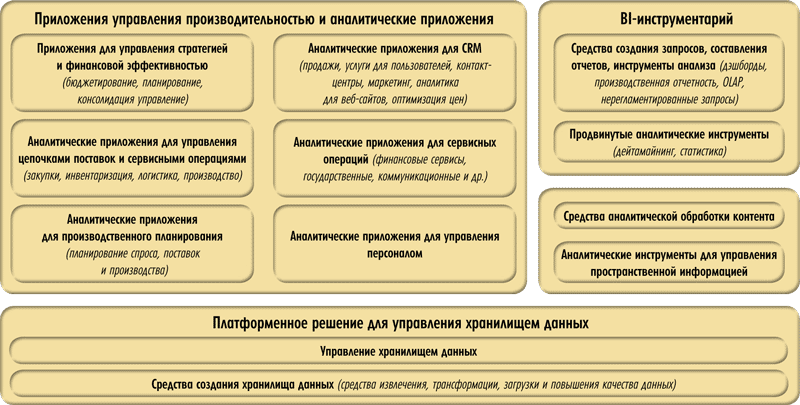 Приложения управления производительностью и аналитические приложения
Приложения для управления стратегией
и финансовой эффективностью
(бюджетирование, планирование,
консолидация управление)
Аналитические приложения для CRM
(продажи, услуги для пользователей, контакт-
центры, маркетинг, аналитика
для веб-сайтов, оптимизация цен)
Аналитические приложения для управления
цепочками поставок и сервисными операциями
(закупки, инвентаризация, логистика, производство)
Аналитические приложения для сервисных
операций (финансовые сервисы,
государственные, коммуникационные и др.)
Аналитические приложения
для производственного планирования
(планирование спроса, поставок
и производства)
Аналитические приложения для управления
персоналом
BI-инструментарий
Средства создания запросов, составления
отчетов, инструменты анализа (дэшборды,
производственная отчетность, OLAP,
нерегламентированные запросы)
Продвинутые аналитические инструменты
(дейтамайнинг, статистика)
Средства аналитической обработки контента
Аналитические инструменты для управления
пространственной информацией
Платформенное решение для управления хранилищем данных
Управление хранилищем данных
Средства создания хранилища данных (средства извлечения, трансформации, загрузки и повышения качества данных)